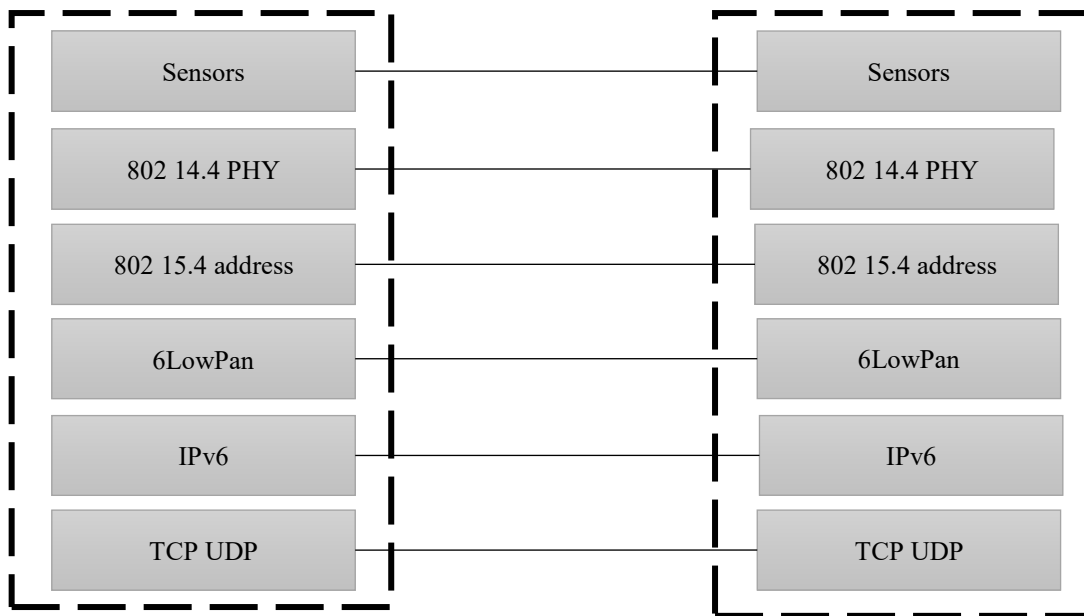 Sensors
Sensors
802 14.4 PHY
802 14.4 PHY
802 15.4 address
802 15.4 address
6LowPan
6LowPan
IPv6
IPv6
TCP UDP
TCP UDP